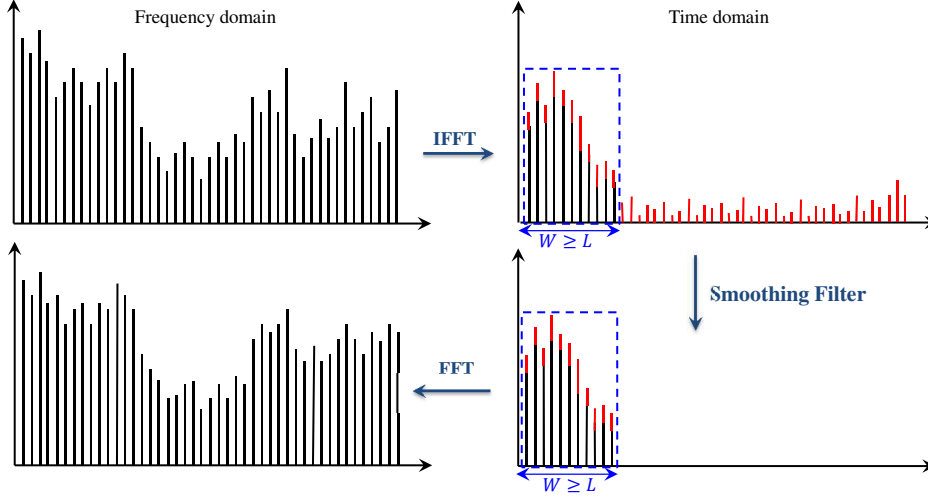 Frequency domain
Time domain
IFFT
W ≥ L
Smoothing Filter
FFT
W ≥ L